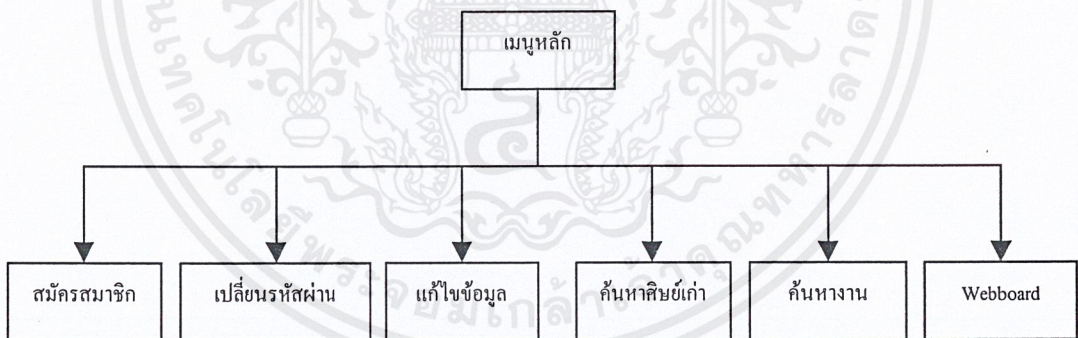 เมนูหลัก
สมัครสมาชิก
เปลี่ยนรหัสผ่าน
แก้ไขข้อมูล
ค้นหาศิษย์เก่า
ค้นหางาน
Webboard